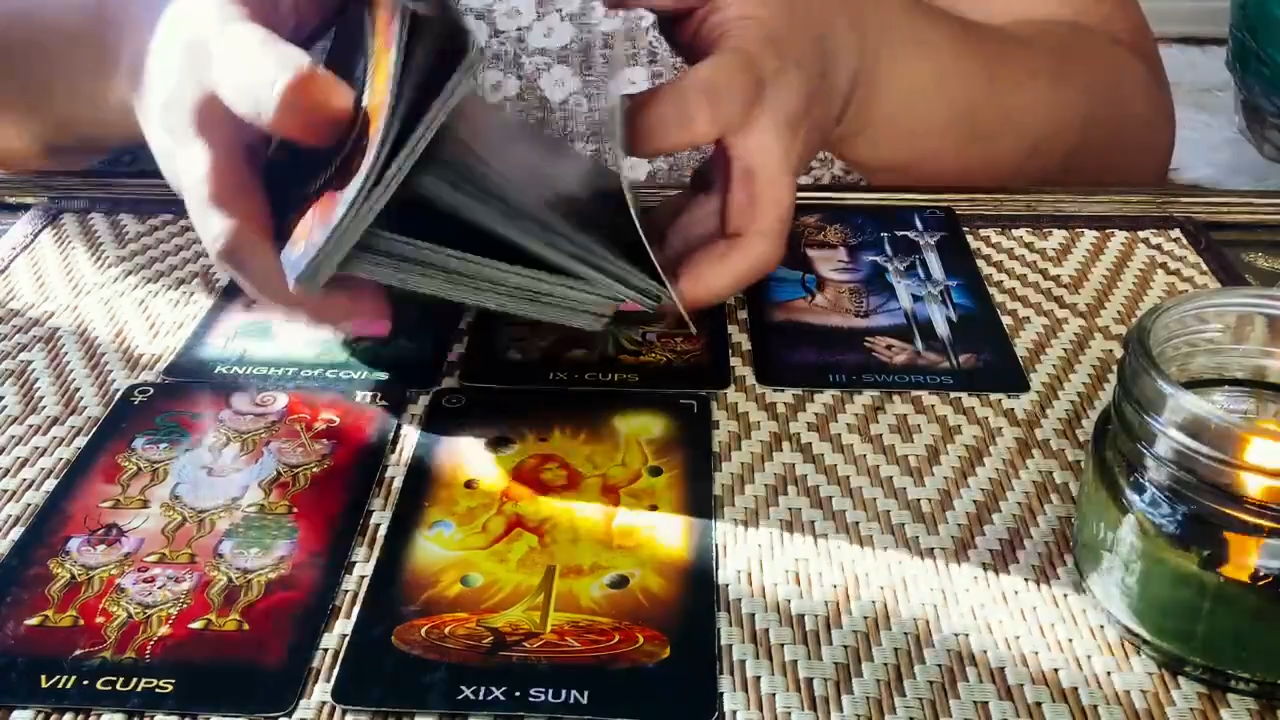 KNIGHT of COINS
IX · CUPS
III · SWORDS
VII · CUPS
XIX · SUN